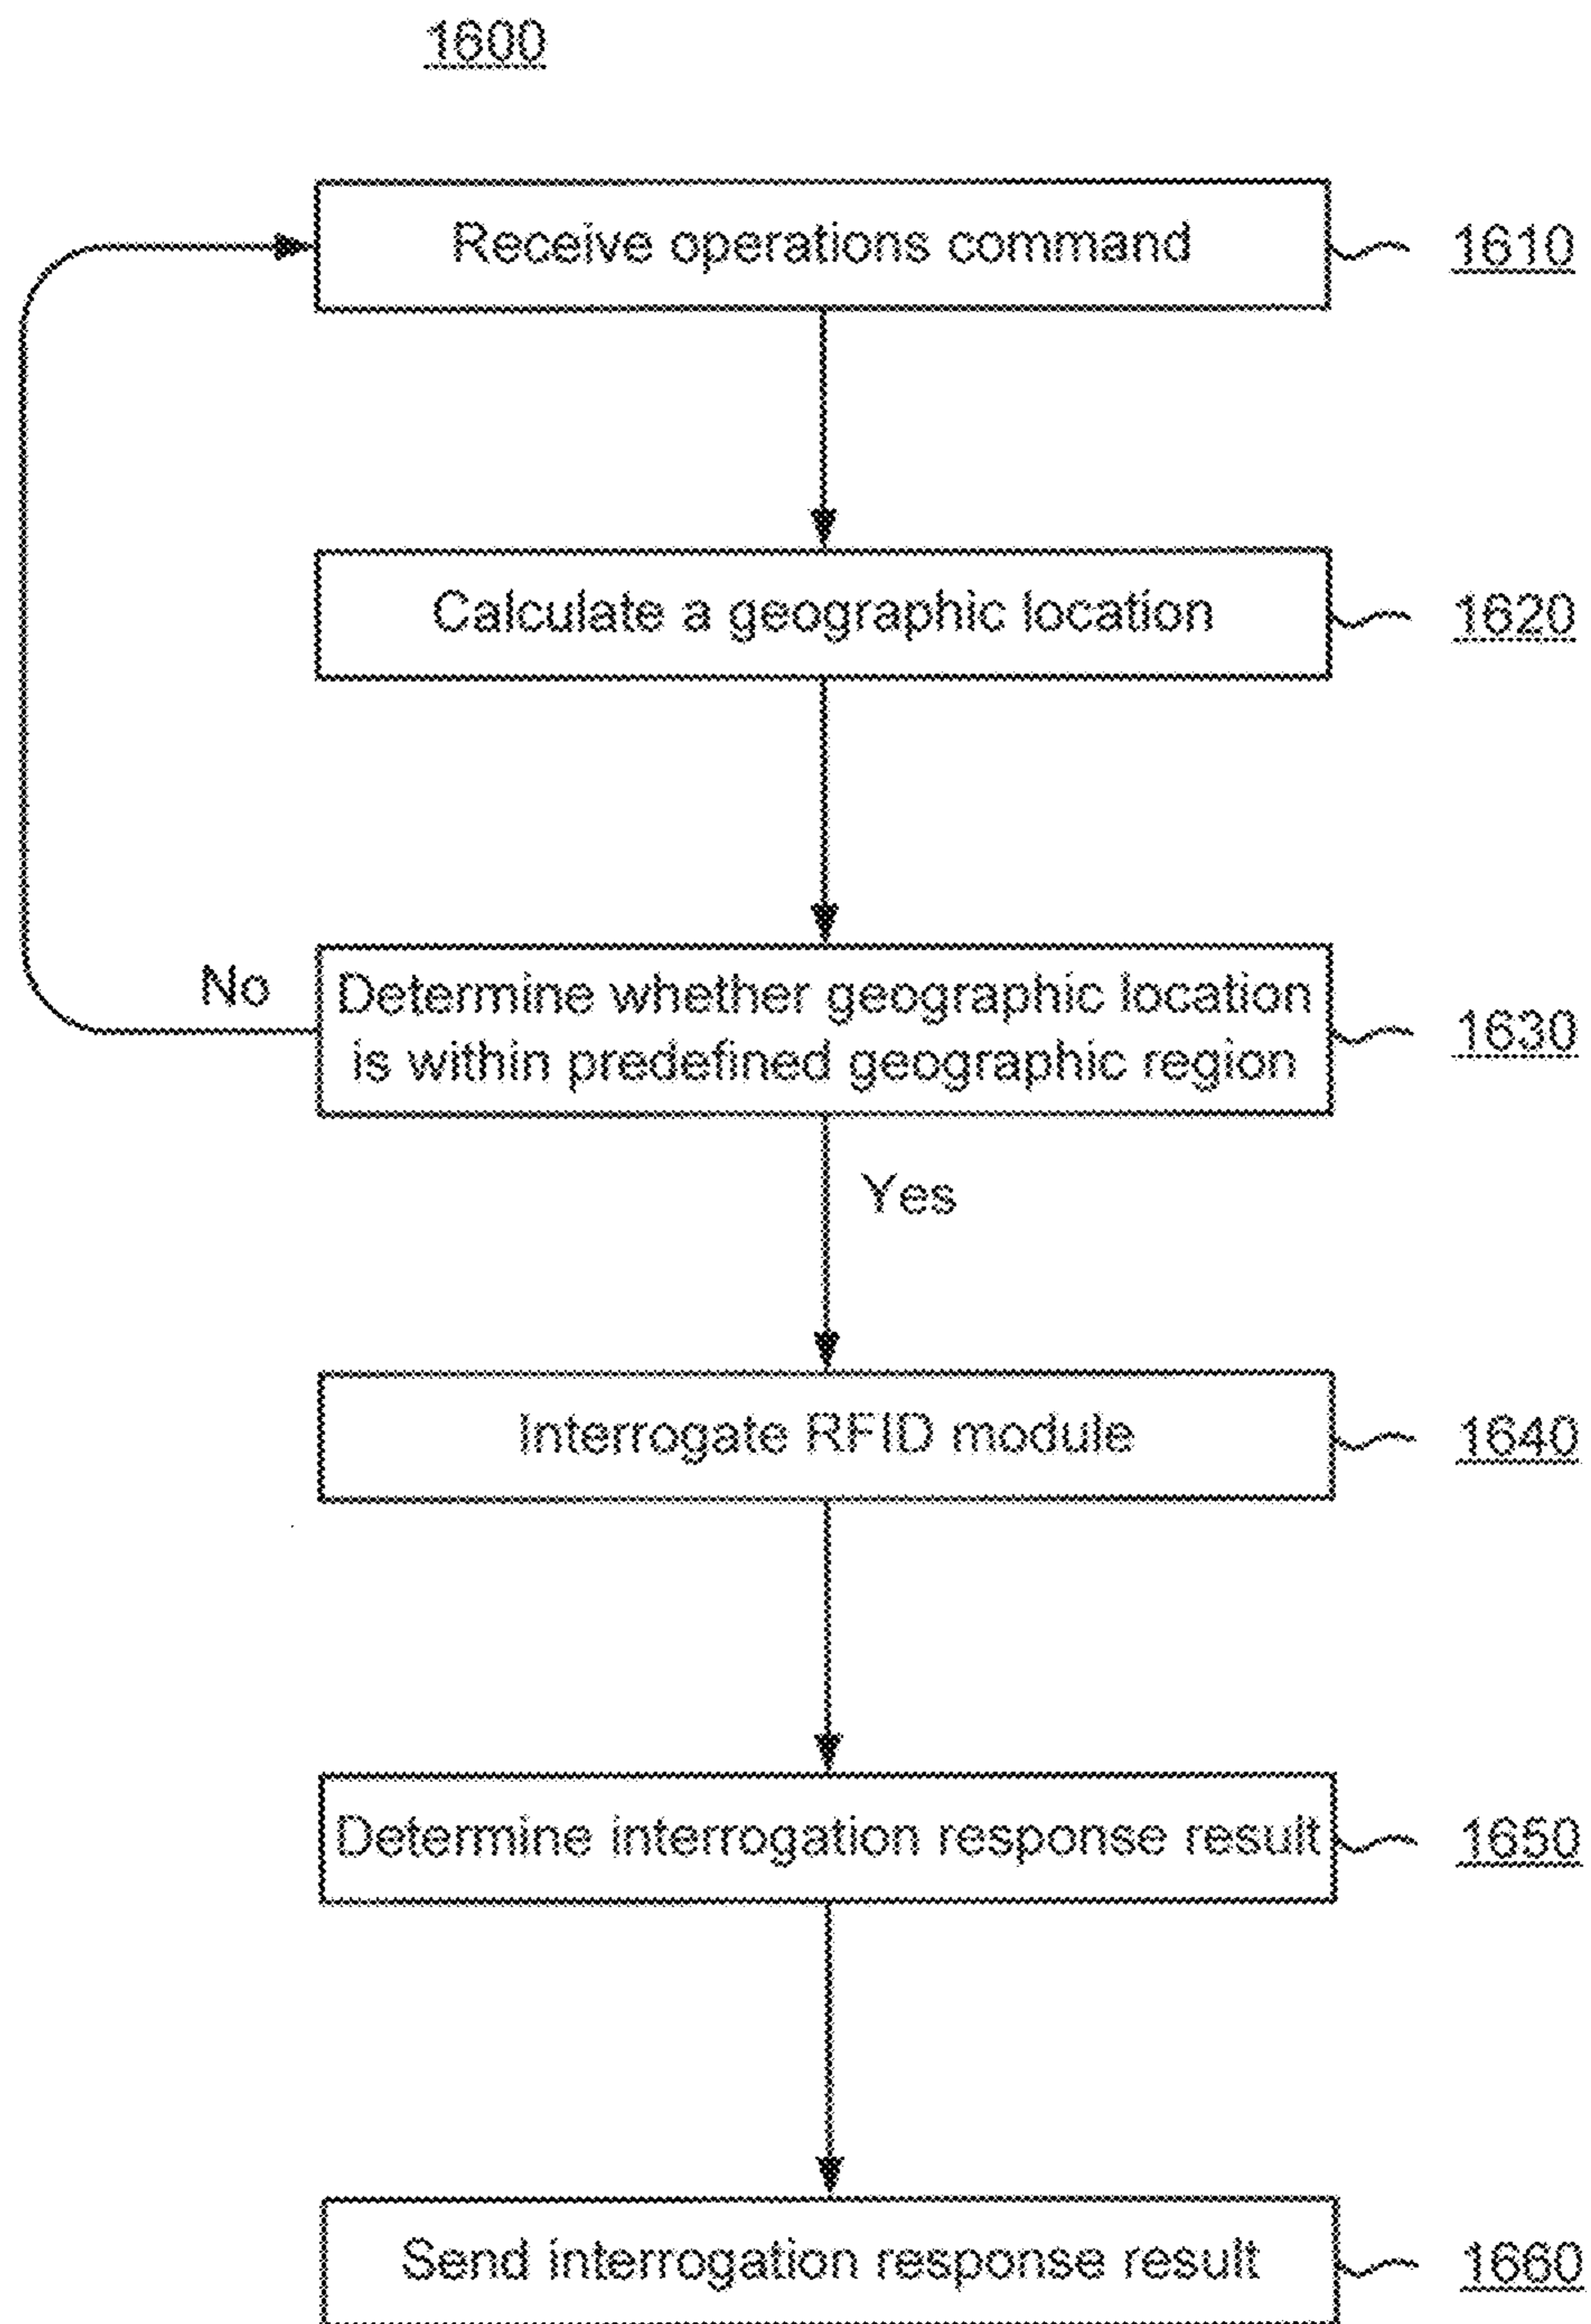 1600
Receive operations command
1610
Calculate a geographic location
1620
No
Determine whether geographic location
is within predefined geographic region
1630
Yes
Interrogate RFID module
1640
Determine interrogation response result
1650
Send interrogation response result
1660